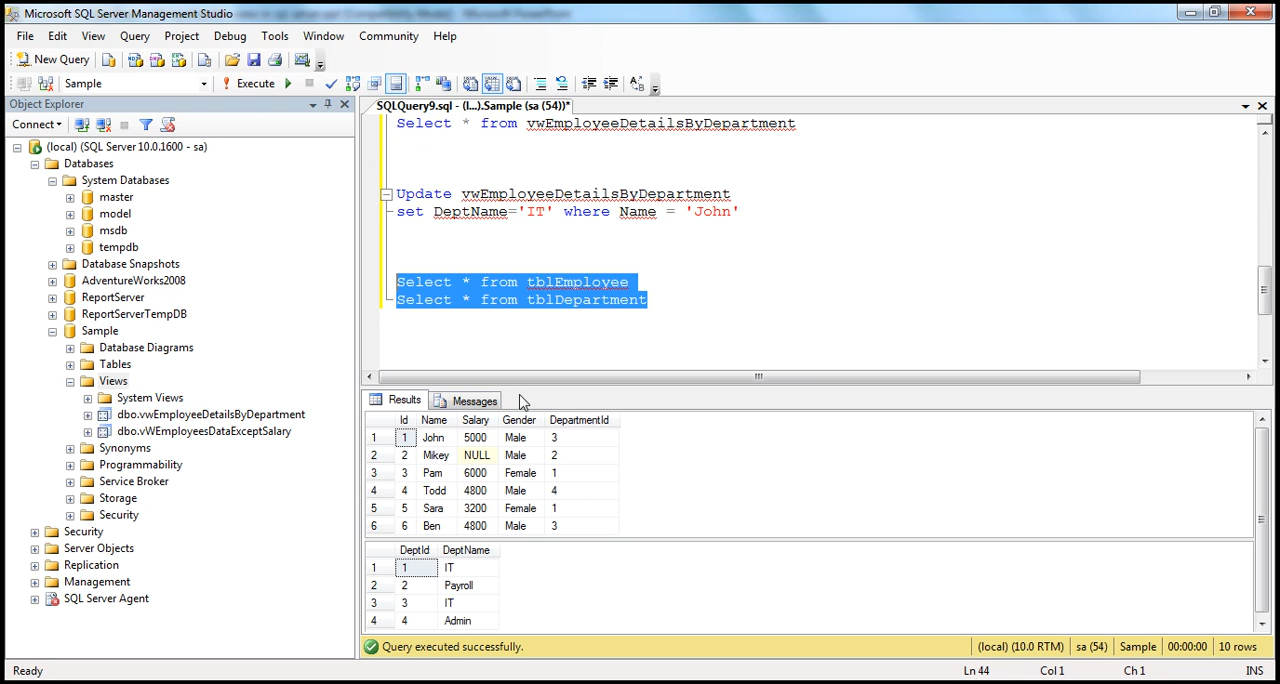 Microsoft SQL Server Management Studio
File Edit View Query Project Debug Tools Window Community Help
New Query
Sample Execute
Object Explorer
SQLQuery9.sql - (l...).Sample (sa (54))*
Connect
(local) (SQL Server 10.0.1600 - sa)
Databases
System Databases
master
model
msdb
tempdb
Database Snapshots
AdventureWorks2008
ReportServer
ReportServerTempDB
Sample
Database Diagrams
Tables
Views
System Views
dbo.vwEmployeeDetailsByDepartment
dbo.vWEmployeesDataExceptSalary
Synonyms
Programmability
Service Broker
Storage
Security
Security
Server Objects
Replication
Management
SQL Server Agent
Select * from vwEmployeeDetailsByDepartment
Update vwEmployeeDetailsByDepartment
set DeptName='IT' where Name = 'John'
Select * from tblEmployee
Select * from tblDepartment
Results Messages
Id Name Salary Gender DepartmentId
1 1 John 5000 Male 3
2 2 Mikey NULL Male 2
3 3 Pam 6000 Female 1
4 4 Todd 4800 Male 4
5 5 Sara 3200 Female 1
6 6 Ben 4800 Male 3
DeptId DeptName
1 1 IT
2 2 Payroll
3 3 IT
4 4 Admin
Query executed successfully. (local) (10.0 RTM) sa (54) Sample 00:00:00 10 rows
Ready Ln 44 Col 1 Ch 1 INS